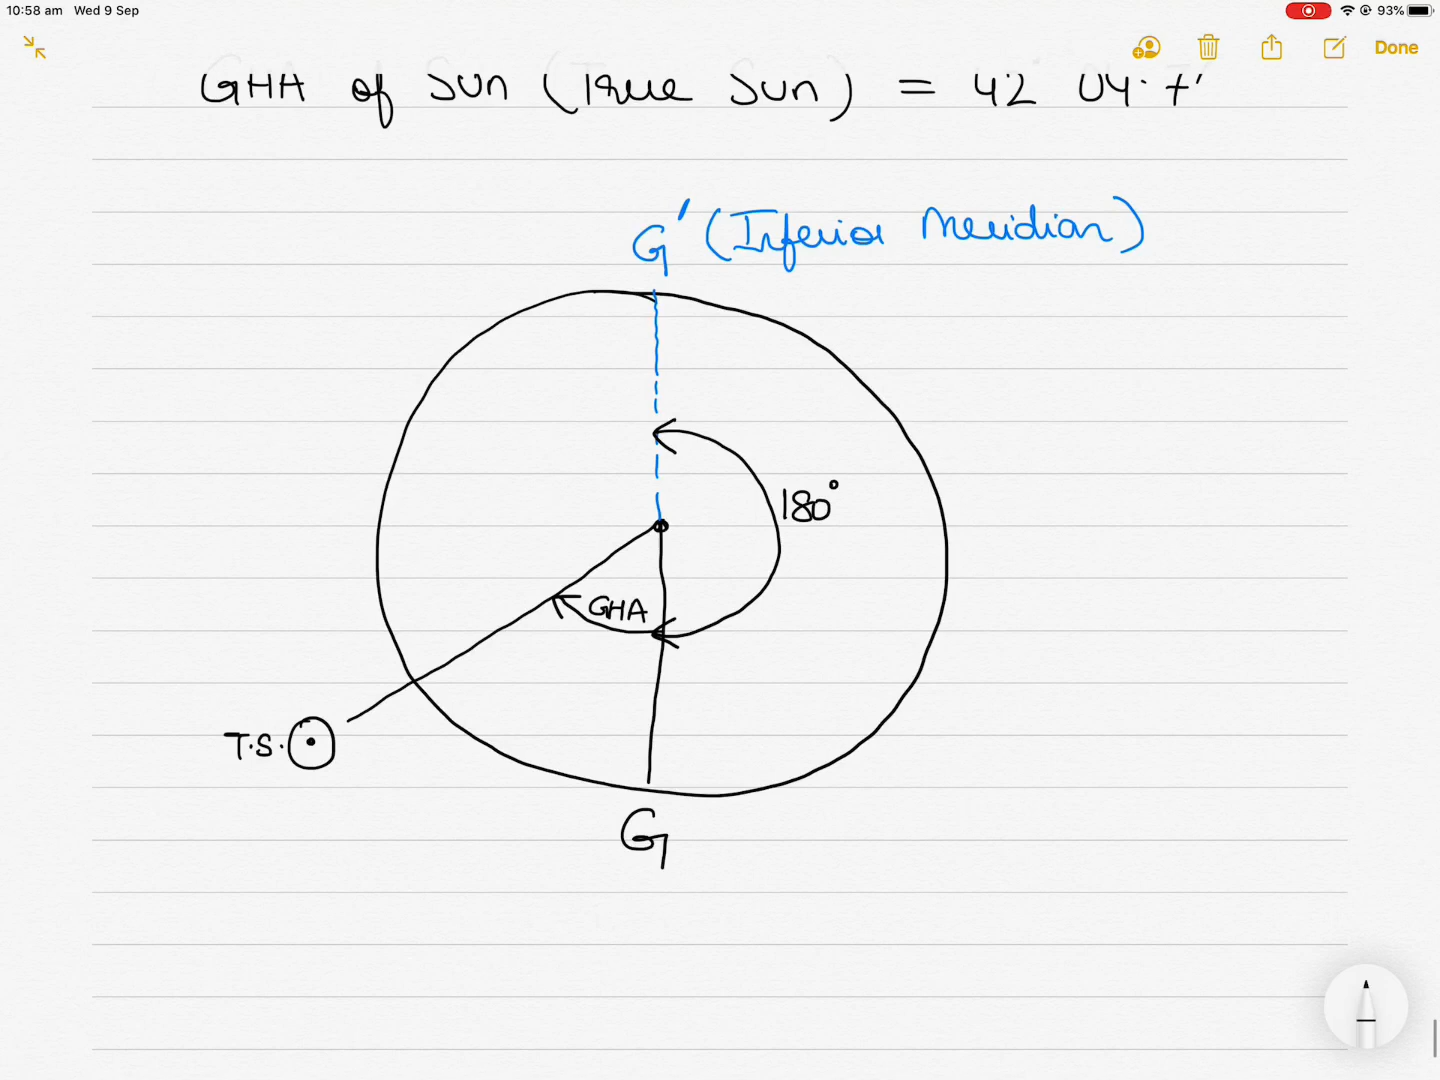 10:58 am Wed 9 Sep
93%
Done
GHA of Sun (True Sun) = 42° 04.7'
G' (Inferior Meridian)
180°
GHA
T.S.
G